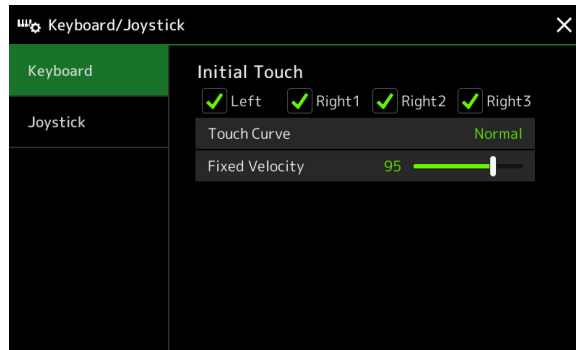 Keyboard/Joystick
Keyboard
Joystick
Initial Touch
Left Right1 Right2 Right3
Touch Curve Normal
Fixed Velocity 95